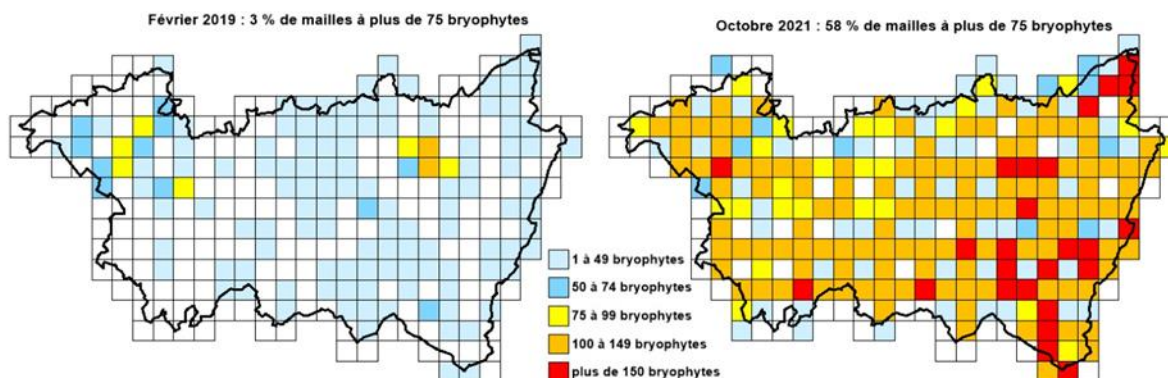 Février 2019 : 3 % de mailles à plus de 75 bryophytes
Octobre 2021 : 58 % de mailles à plus de 75 bryophytes
1 à 49 bryophytes
50 à 74 bryophytes
75 à 99 bryophytes
100 à 149 bryophytes
plus de 150 bryophytes